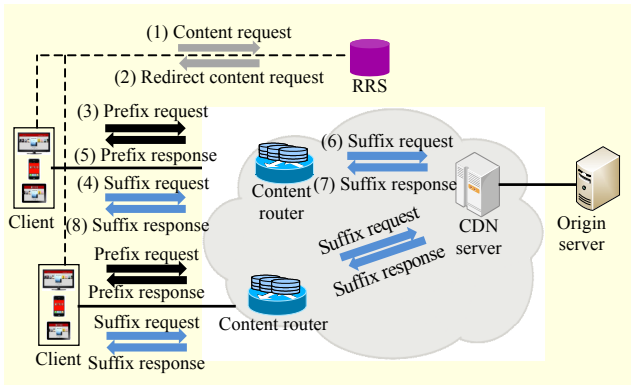 (1) Content request
(2) Redirect content request
RRS
(3) Prefix request
(5) Prefix response
(4) Suffix request
(8) Suffix response
Client
Content
router
(6) Suffix request
(7) Suffix response
CDN
server
Origin
server
Suffix request
Suffix response
Prefix request
Prefix response
Content router
Suffix request
Suffix response
Client